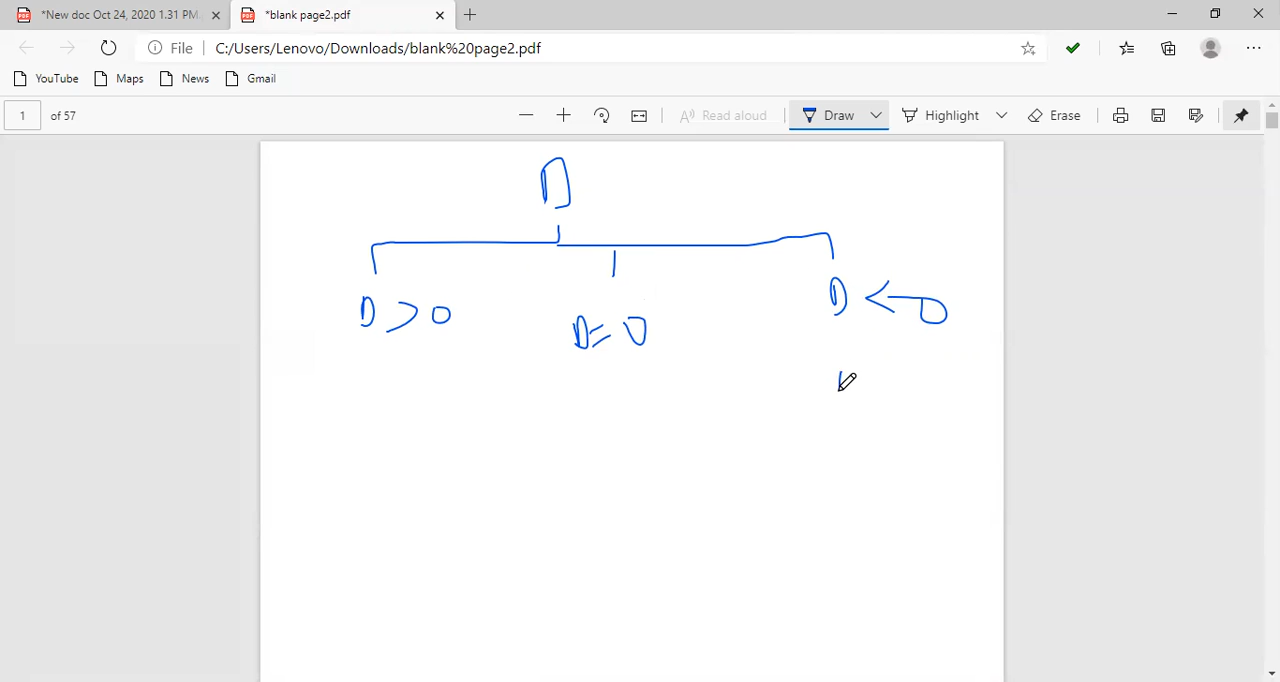 *New doc Oct 24, 2020 1.31 PM.
*blank page2.pdf
File
C:/Users/Lenovo/Downloads/blank%20page2.pdf
YouTube
Maps
News
Gmail
1 of 57
Read aloud
Draw
Highlight
Erase
D
D > 0
D = 0
D < 0